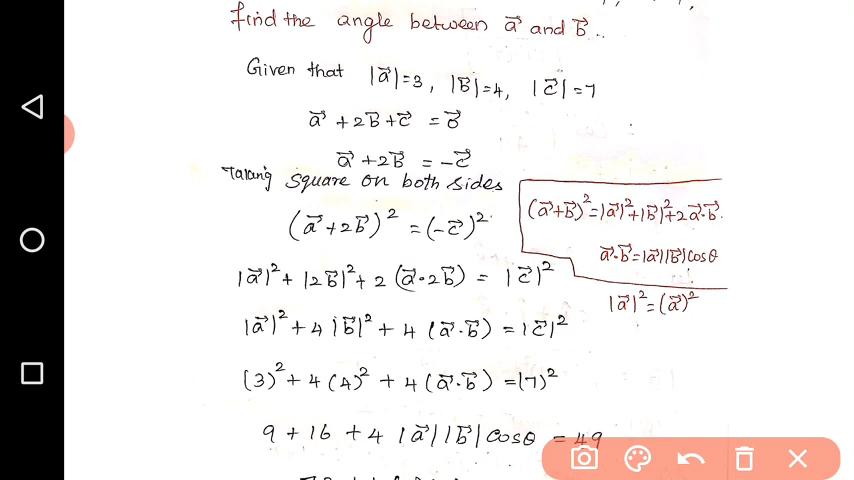 find the angle between a⃗ and b⃗ ..
Given that |a⃗|=3, |b⃗|=4, |c⃗|=7
a⃗ + 2b⃗ + c⃗ = 0⃗
a⃗ + 2b⃗ = -c⃗
Taking square on both sides
(a⃗ + 2b⃗)² = (-c⃗)²
(a⃗+b⃗)² = |a⃗|²+|b⃗|²+2a⃗·b⃗.
a⃗·b⃗ = |a⃗||b⃗|cosθ
|a⃗|² = (a⃗)²
|a⃗|² + |2b⃗|² + 2(a⃗·2b⃗) = |c⃗|²
|a⃗|² + 4|b⃗|² + 4(a⃗·b⃗) = |c⃗|²
(3)² + 4(4)² + 4(a⃗·b⃗) = (7)²
9 + 16 + 4|a⃗||b⃗|cosθ = 49